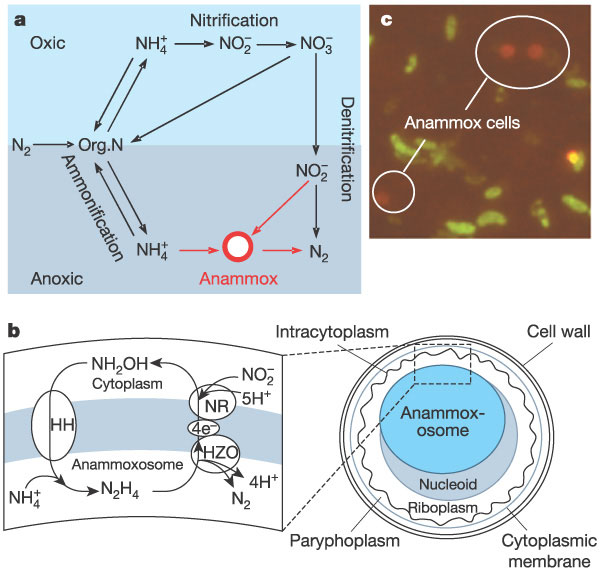 a
Nitrification
Oxic
NH₄⁺
NO₂⁻
NO₃⁻
N₂
Org.N
Ammonification
Denitrification
NO₂⁻
NH₄⁺
N₂
Anoxic
Anammox
c
Anammox cells
b
NH₂OH
Cytoplasm
NO₂⁻
5H⁺
NR
4e⁻
HH
HZO
Anammoxosome
NH₄⁺
N₂H₄
4H⁺
N₂
Intracytoplasm
Cell wall
Anammox-
osome
Nucleoid
Riboplasm
Paryphoplasm
Cytoplasmic
membrane